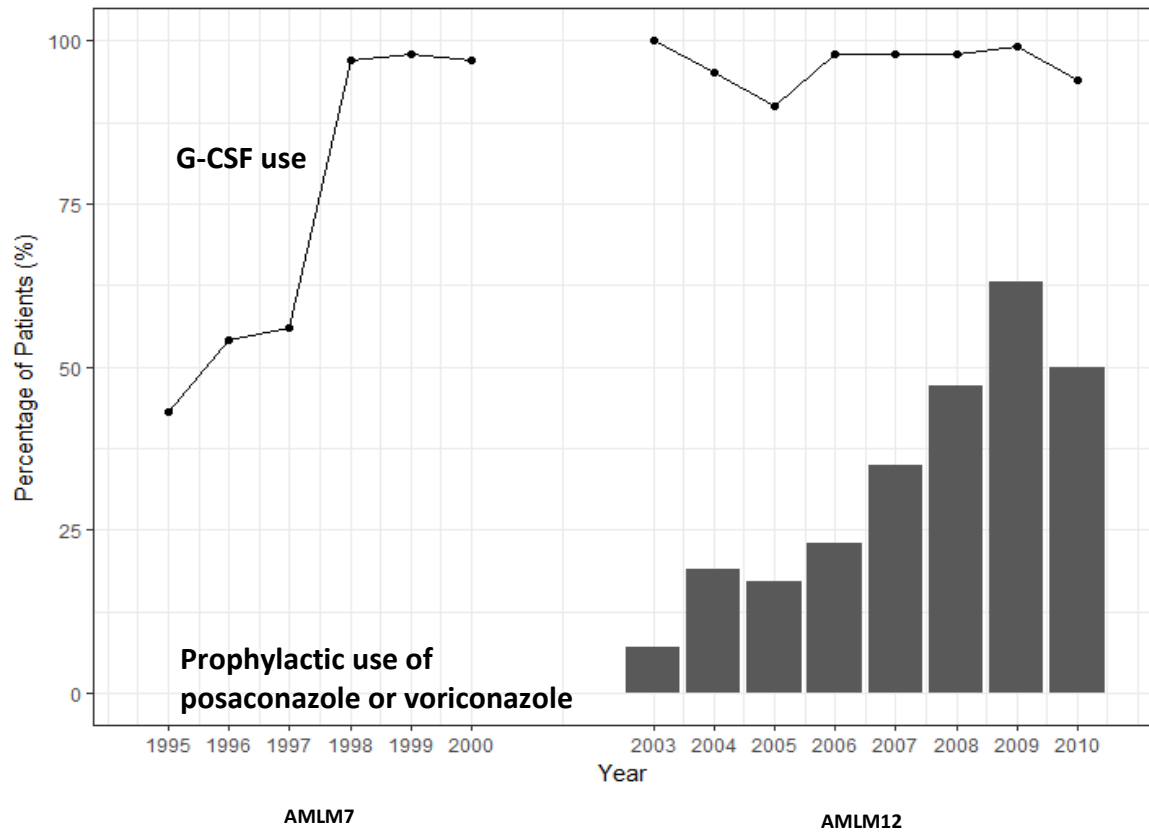 100
75
50
25
0
Percentage of Patients (%)
G-CSF use
Prophylactic use of
posaconazole or voriconazole
1995 1996 1997 1998 1999 2000 2003 2004 2005 2006 2007 2008 2009 2010
Year
AMLM7
AMLM12